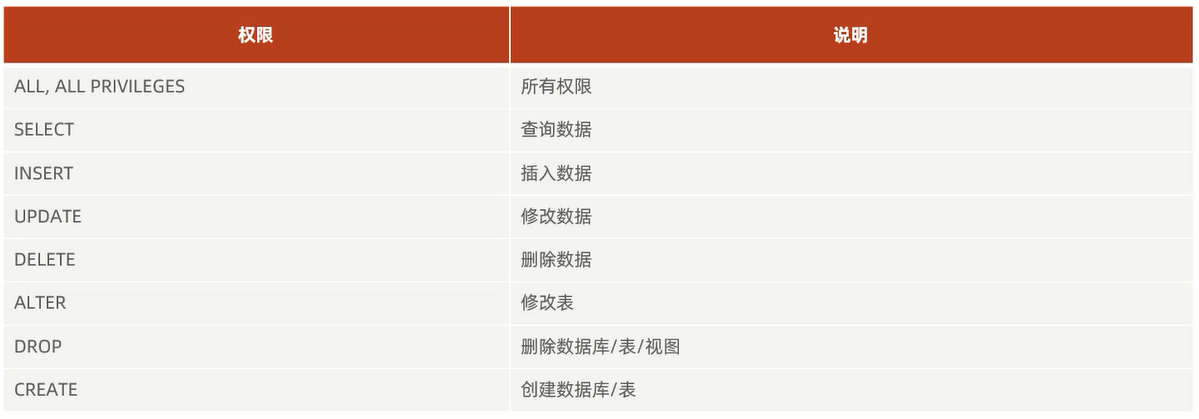 权限 说明
ALL, ALL PRIVILEGES 所有权限
SELECT 查询数据
INSERT 插入数据
UPDATE 修改数据
DELETE 删除数据
ALTER 修改表
DROP 删除数据库/表/视图
CREATE 创建数据库/表